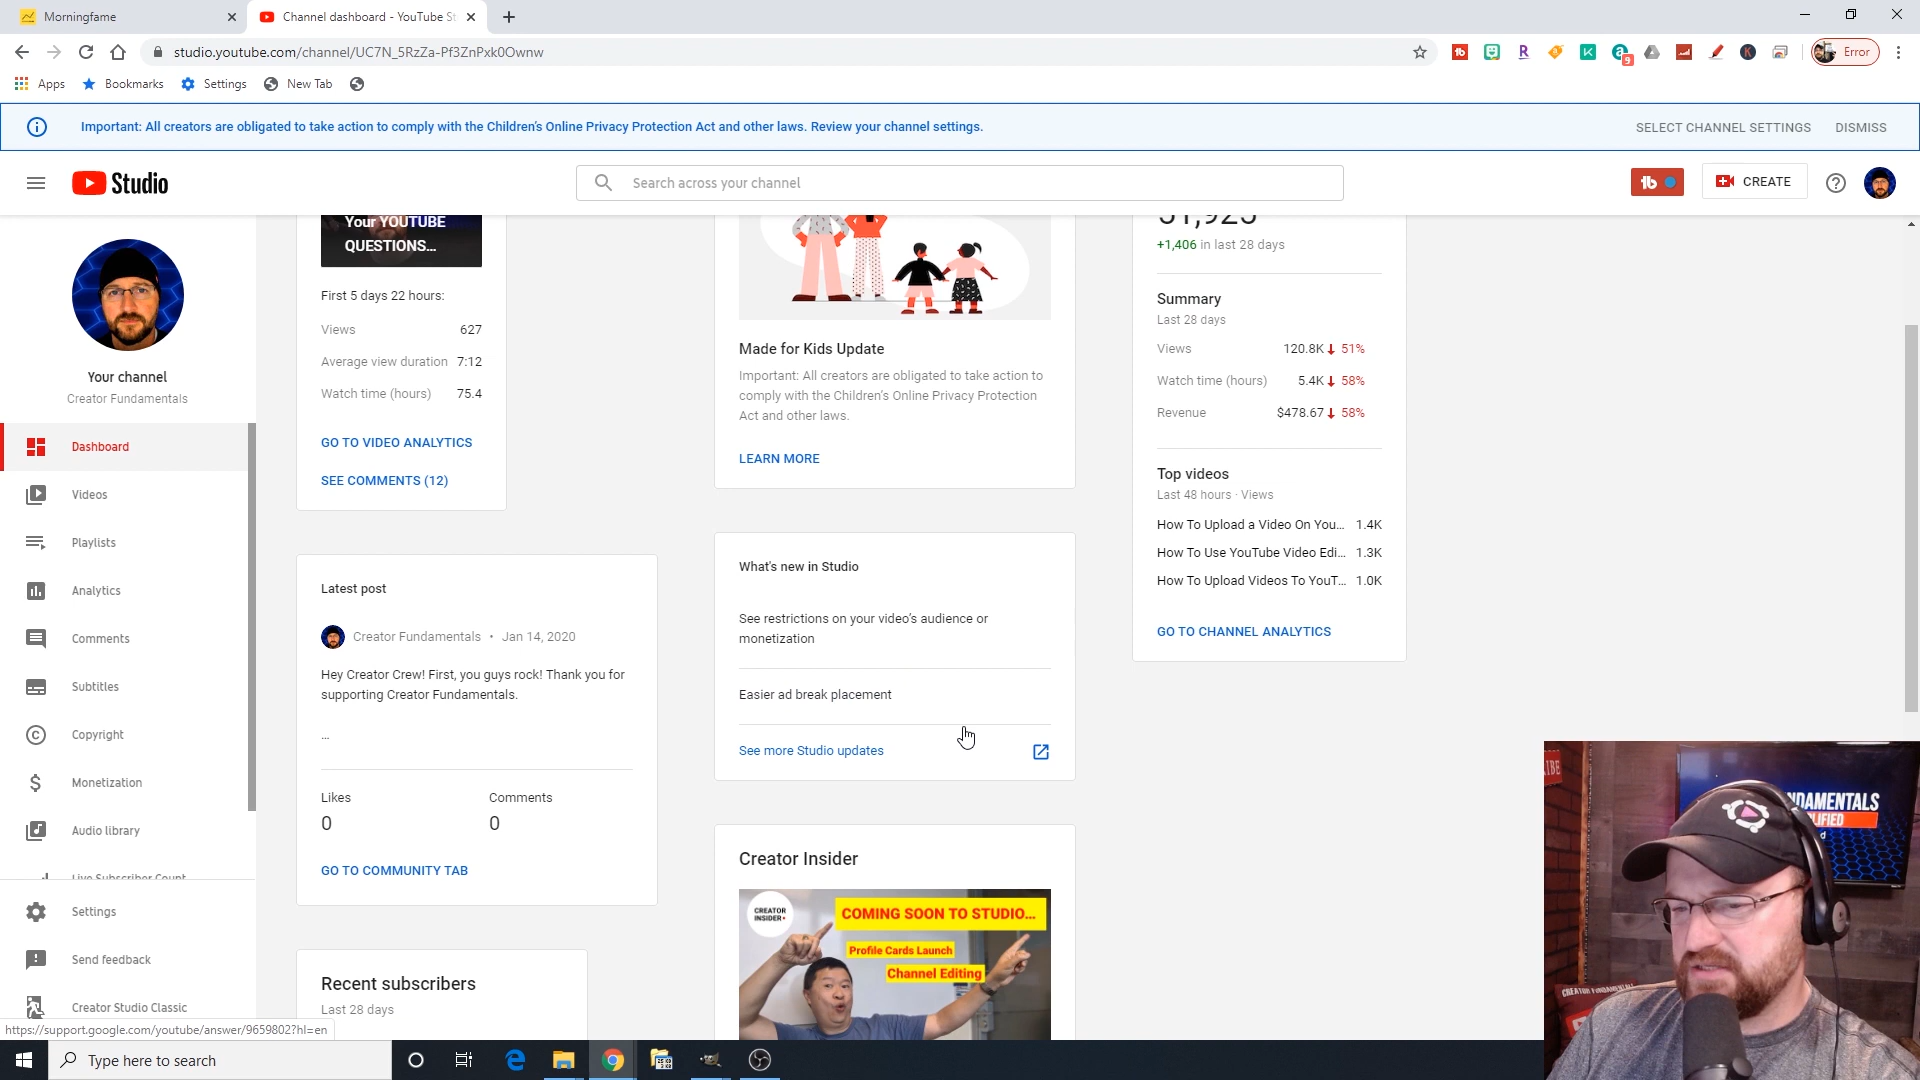 Morningfame
Channel dashboard - YouTube St
studio.youtube.com/channel/UC7N_5RzZa-Pf3ZnPxk0Ownw
Error
Apps
Bookmarks
Settings
New Tab
Important: All creators are obligated to take action to comply with the Children's Online Privacy Protection Act and other laws. Review your channel settings.
SELECT CHANNEL SETTINGS
DISMISS
Studio
Search across your channel
CREATE
Your channel
Creator Fundamentals
Dashboard
Videos
Playlists
Analytics
Comments
Subtitles
Copyright
Monetization
Audio library
Live Subscriber Count
Settings
Send feedback
Creator Studio Classic
https://support.google.com/youtube/answer/9659802?hl=en
Your YOUTUBE
QUESTIONS...
First 5 days 22 hours:
Views 627
Average view duration 7:12
Watch time (hours) 75.4
GO TO VIDEO ANALYTICS
SEE COMMENTS (12)
Latest post
Creator Fundamentals • Jan 14, 2020
Hey Creator Crew! First, you guys rock! Thank you for
supporting Creator Fundamentals.
...
Likes Comments
0 0
GO TO COMMUNITY TAB
Recent subscribers
Last 28 days
Made for Kids Update
Important: All creators are obligated to take action to
comply with the Children's Online Privacy Protection
Act and other laws.
LEARN MORE
What's new in Studio
See restrictions on your video's audience or
monetization
Easier ad break placement
See more Studio updates
Creator Insider
CREATOR
INSIDER
COMING SOON TO STUDIO...
Profile Cards Launch
Channel Editing
+1,406 in last 28 days
Summary
Last 28 days
Views 120.8K 51%
Watch time (hours) 5.4K 58%
Revenue $478.67 58%
Top videos
Last 48 hours · Views
How To Upload a Video On You... 1.4K
How To Use YouTube Video Edi... 1.3K
How To Upload Videos To YouT... 1.0K
GO TO CHANNEL ANALYTICS
Type here to search